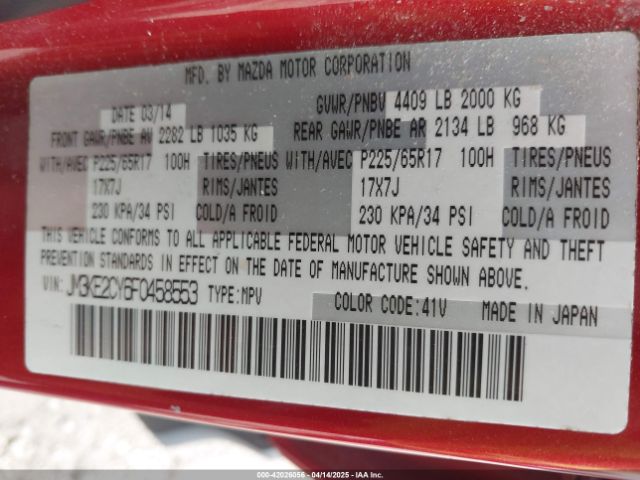 MFD. BY MAZDA MOTOR CORPORATION
DATE 03/14 GVWR/PNBV 4409 LB 2000 KG
FRONT GAWR/PNBE AV 2282 LB 1035 KG REAR GAWR/PNBE AR 2134 LB 968 KG
WITH/AVEC P225/65R17 100H TIRES/PNEUS WITH/AVEC P225/65R17 100H TIRES/PNEUS
17X7J RIMS/JANTES 17X7J RIMS/JANTES
230 KPA/34 PSI COLD/A FROID 230 KPA/34 PSI COLD/A FROID
THIS VEHICLE CONFORMS TO ALL APPLICABLE FEDERAL MOTOR VEHICLE SAFETY AND THEFT
PREVENTION STANDARDS IN EFFECT ON THE DATE OF MANUFACTURE SHOWN ABOVE.
VIN: JM3KE2CY6F0458553 TYPE:MPV COLOR CODE:41V MADE IN JAPAN
000-42026056 - 04/14/2025 - IAAI.COM